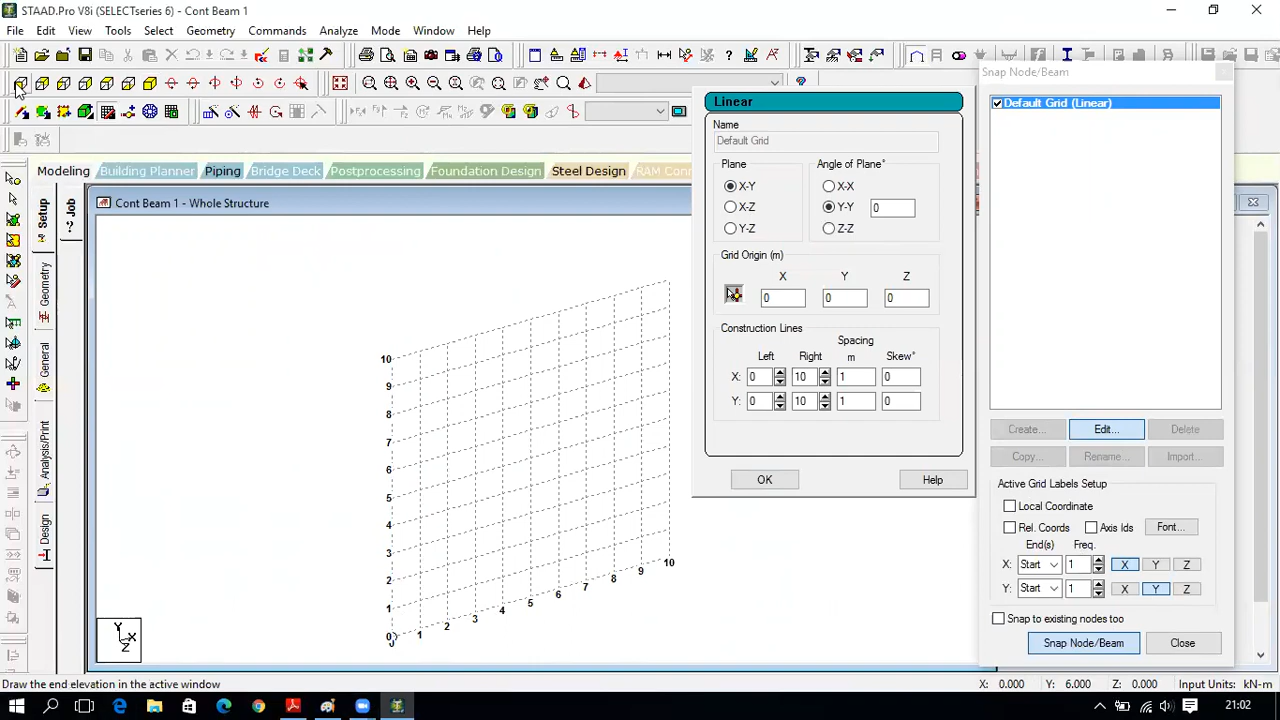 STAAD.Pro V8i (SELECTseries 6) - Cont Beam 1
File Edit View Tools Select Geometry Commands Analyze Mode Window Help
Snap Node/Beam
Default Grid (Linear)
Linear
Name
Default Grid
Plane
Angle of Plane°
X-Y
X-X
X-Z
Y-Y 0
Y-Z
Z-Z
Grid Origin (m)
X Y Z
0 0 0
Construction Lines
Spacing
Left Right m Skew°
X: 0 10 1 0
Y: 0 10 1 0
OK Help
Modeling Building Planner Piping Bridge Deck Postprocessing Foundation Design Steel Design RAM Con
Cont Beam 1 - Whole Structure
Setup
Job
Geometry
General
Analysis/Print
Design
10
9
8
7
6
5
4
3
2
1
0
0 1 2 3 4 5 6 7 8 9 10
Y
X
Z
Create... Edit... Delete
Copy... Rename... Import...
Active Grid Labels Setup
Local Coordinate
Rel. Coords Axis Ids Font...
End(s) Freq.
X: Start 1 X Y Z
Y: Start 1 X Y Z
Snap to existing nodes too
Snap Node/Beam Close
Draw the end elevation in the active window
X: 0.000 Y: 6.000 Z: 0.000 Input Units: kN-m
21:02